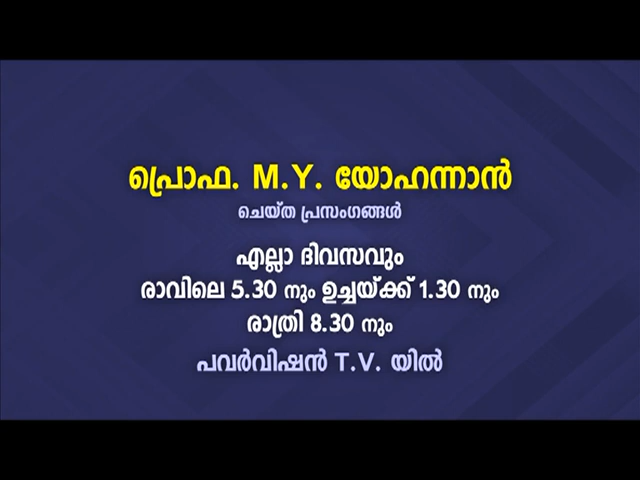 പ്രൊഫ. M.Y. യോഹന്നാൻ
ചെയ്ത പ്രസംഗങ്ങൾ
എല്ലാ ദിവസവും
രാവിലെ 5.30 നും ഉച്ചയ്ക്ക് 1.30 നും
രാത്രി 8.30 നും
പവർവിഷൻ T.V. യിൽ